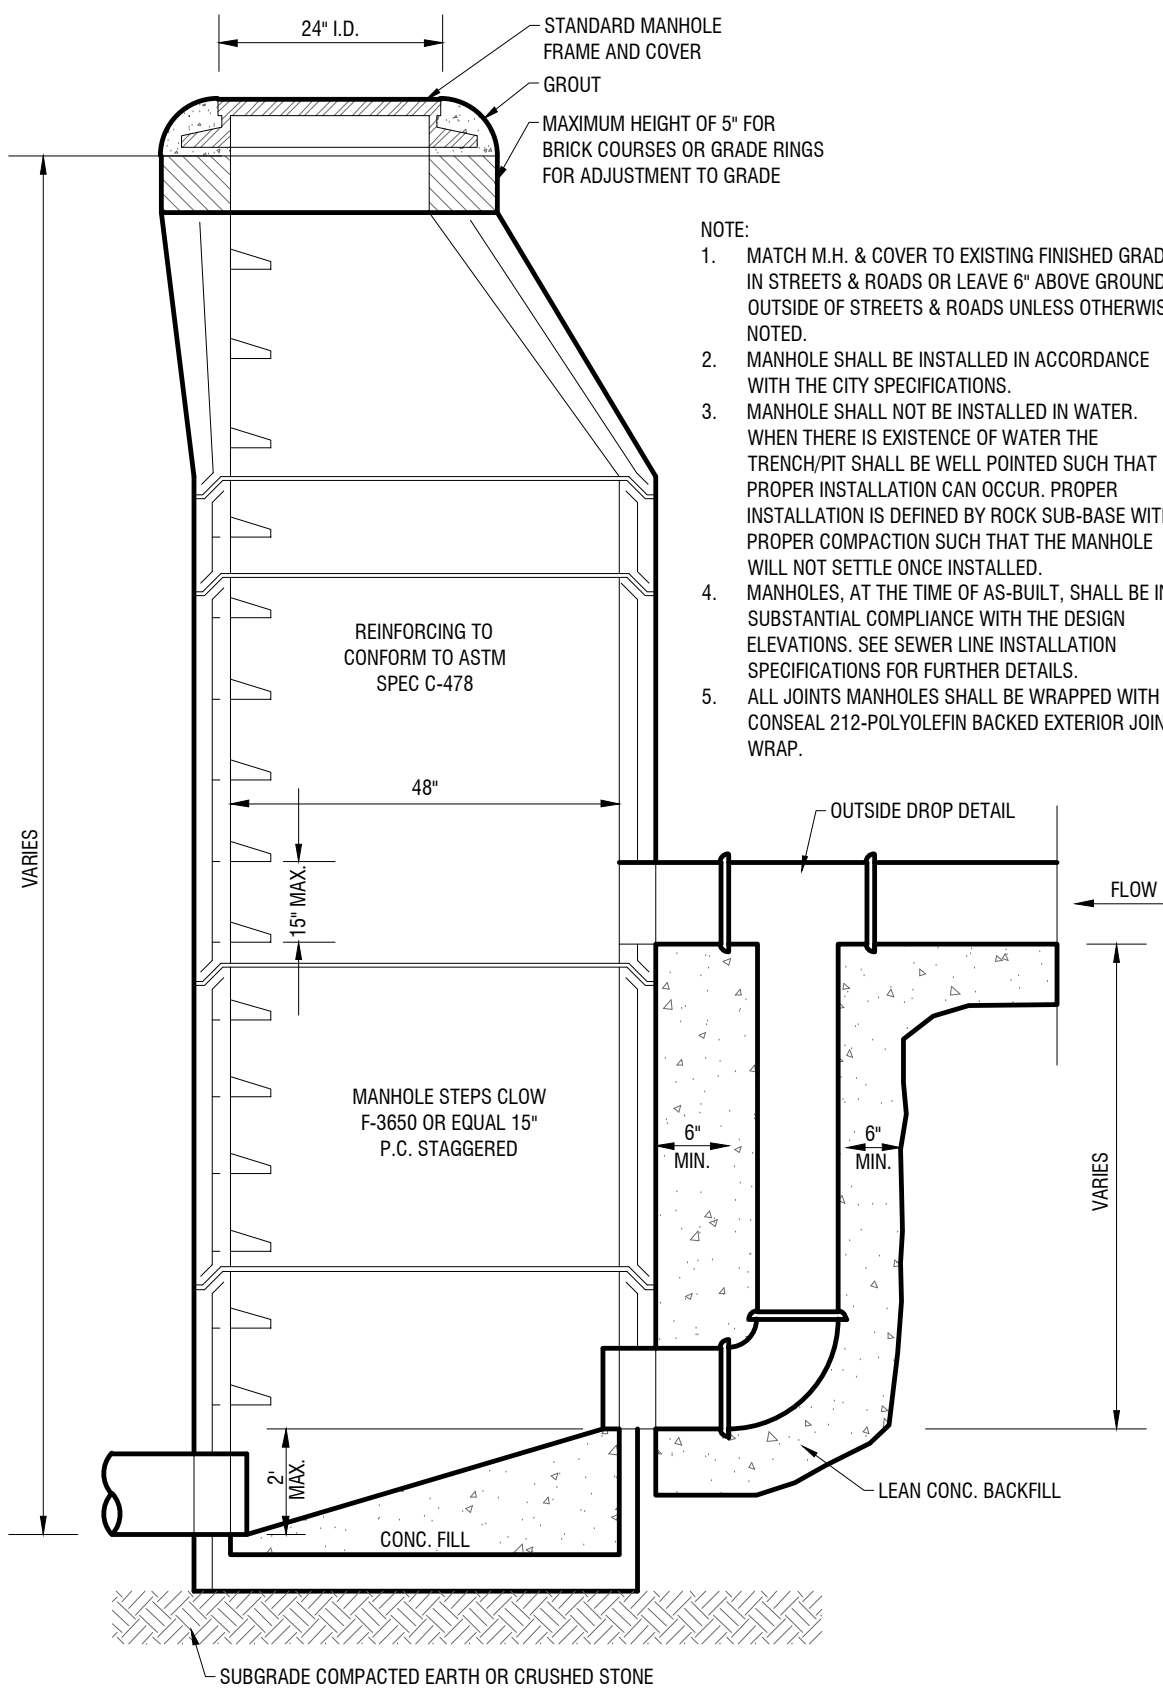 24" I.D.
STANDARD MANHOLE
FRAME AND COVER
GROUT
MAXIMUM HEIGHT OF 5" FOR
BRICK COURSES OR GRADE RINGS
FOR ADJUSTMENT TO GRADE
NOTE:
1. MATCH M.H. & COVER TO EXISTING FINISHED GRAD
IN STREETS & ROADS OR LEAVE 6" ABOVE GROUND
OUTSIDE OF STREETS & ROADS UNLESS OTHERWIS
NOTED.
2. MANHOLE SHALL BE INSTALLED IN ACCORDANCE
WITH THE CITY SPECIFICATIONS.
3. MANHOLE SHALL NOT BE INSTALLED IN WATER.
WHEN THERE IS EXISTENCE OF WATER THE
TRENCH/PIT SHALL BE WELL POINTED SUCH THAT
PROPER INSTALLATION CAN OCCUR. PROPER
INSTALLATION IS DEFINED BY ROCK SUB-BASE WITH
PROPER COMPACTION SUCH THAT THE MANHOLE
WILL NOT SETTLE ONCE INSTALLED.
4. MANHOLES, AT THE TIME OF AS-BUILT, SHALL BE IN
SUBSTANTIAL COMPLIANCE WITH THE DESIGN
ELEVATIONS. SEE SEWER LINE INSTALLATION
SPECIFICATIONS FOR FURTHER DETAILS.
5. ALL JOINTS MANHOLES SHALL BE WRAPPED WITH
CONSEAL 212-POLYOLEFIN BACKED EXTERIOR JOIN
WRAP.
REINFORCING TO
CONFORM TO ASTM
SPEC C-478
48"
VARIES
15" MAX.
OUTSIDE DROP DETAIL
FLOW
MANHOLE STEPS CLOW
F-3650 OR EQUAL 15"
P.C. STAGGERED
6"
MIN.
6"
MIN.
VARIES
2'
MAX.
CONC. FILL
LEAN CONC. BACKFILL
SUBGRADE COMPACTED EARTH OR CRUSHED STONE